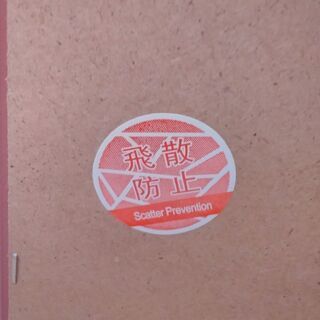 飛散
防止
Scatter Prevention